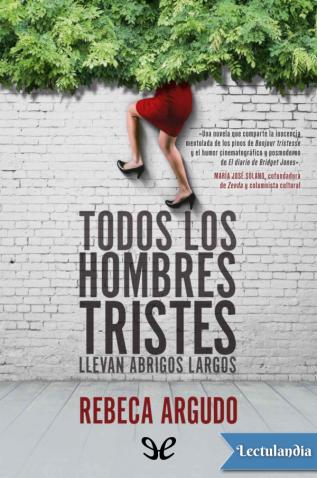 «Una novela que comparte la inocencia
mentolada de los pinos de Bonjour tristesse
y el humor cinematográfico y posmoderno
de El diario de Bridget Jones».
MARÍA JOSÉ SOLANO, cofundadora
de Zenda y columnista cultural
TODOS LOS
HOMBRES
TRISTES
LLEVAN ABRIGOS LARGOS
REBECA ARGUDO
Lectulandia